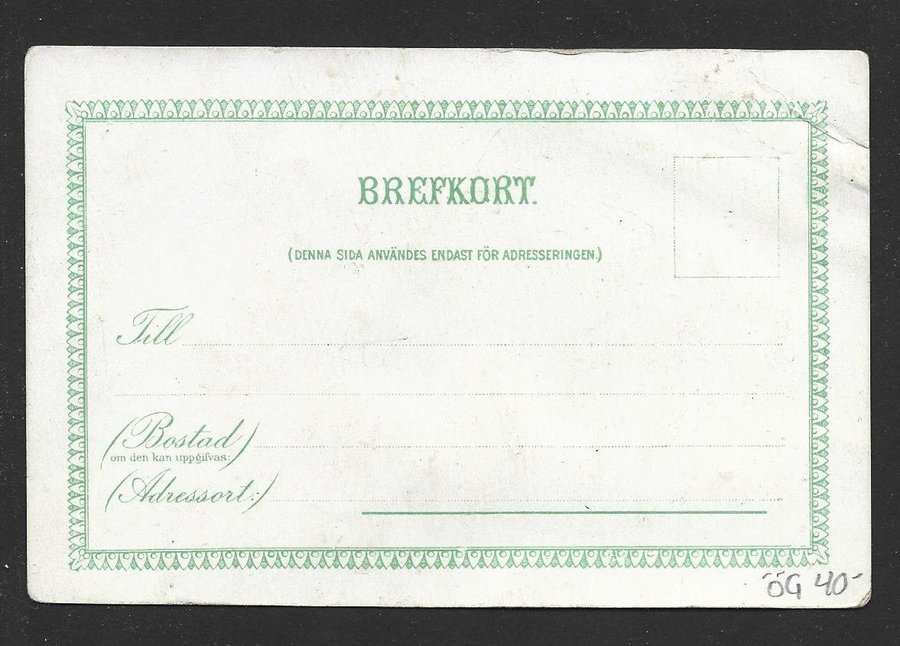 BREFKORT.
(DENNA SIDA ANVÄNDES ENDAST FÖR ADRESSERINGEN.)
Till
(Bostad)
om den kan uppgifvas:
(Adressort:)
ÖG 40-